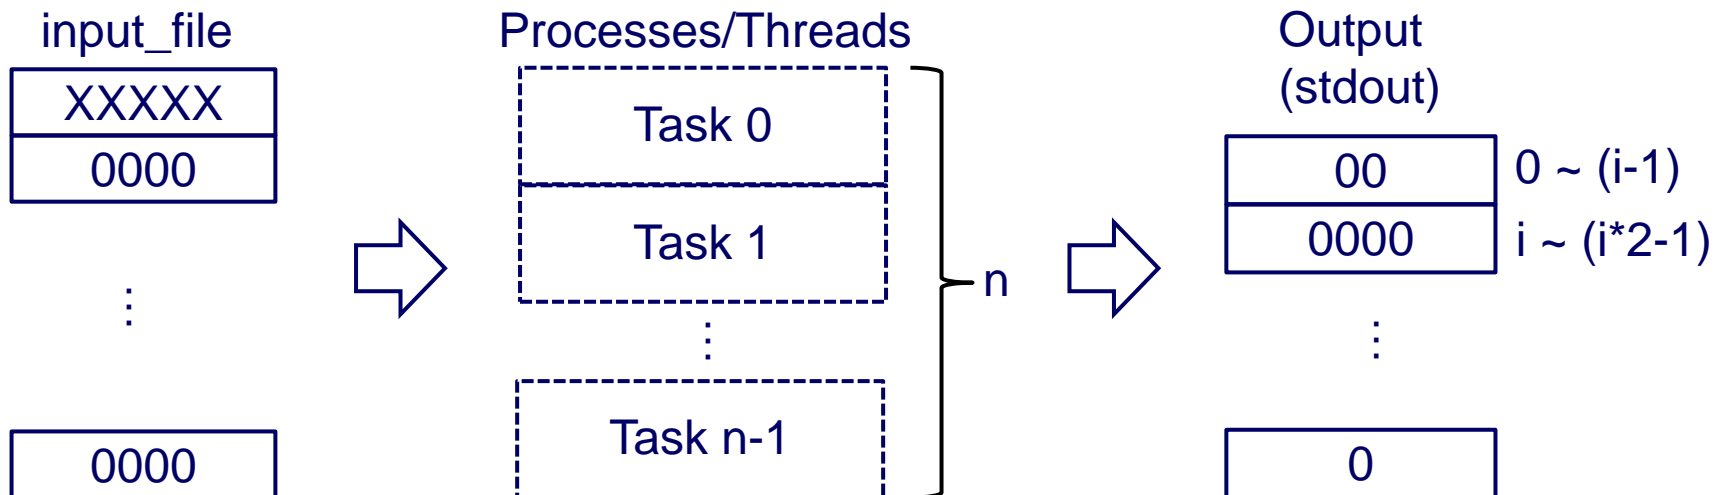 input_file
XXXXX
0000
⋮
0000
Processes/Threads
Task 0
Task 1
⋮
Task n-1
n
Output
(stdout)
00
0 ~ (i-1)
0000
i ~ (i*2-1)
⋮
0